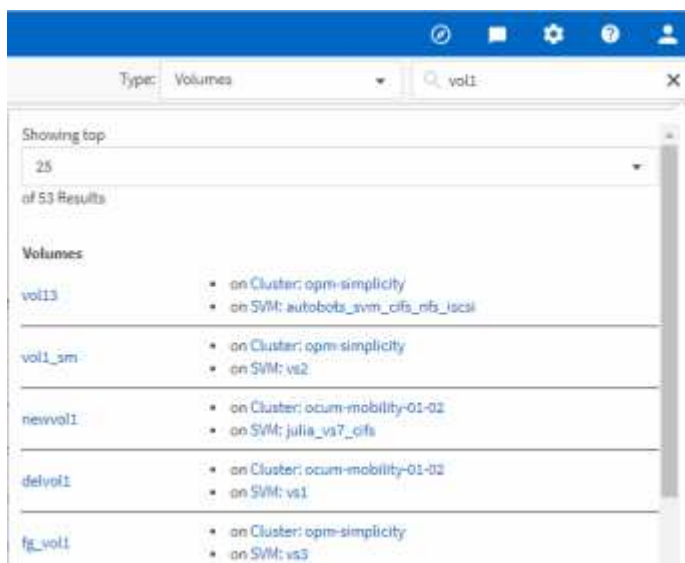 Type: Volumes vol1
Showing top
25
of 53 Results
Volumes
vol13
• on Cluster: opm-simplicity
• on SVM: autobots_svm_cifs_nfs_iscsi
vol1_sm
• on Cluster: opm-simplicity
• on SVM: vs2
newvol1
• on Cluster: ocum-mobility-01-02
• on SVM: julia_vs7_cifs
delvol1
• on Cluster: ocum-mobility-01-02
• on SVM: vs1
fg_vol1
• on Cluster: opm-simplicity
• on SVM: vs3